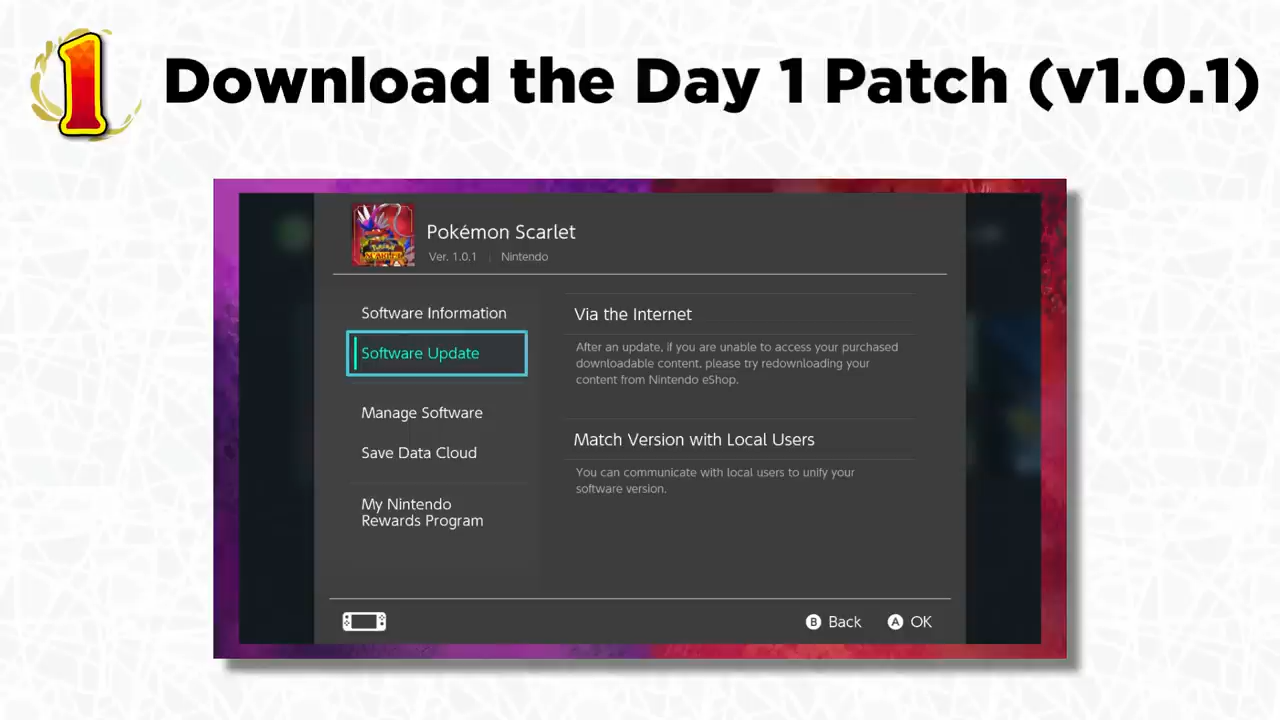 1 Download the Day 1 Patch (v1.0.1)
Pokémon Scarlet
Ver. 1.0.1 | Nintendo
Software Information
Software Update
Manage Software
Save Data Cloud
My Nintendo
Rewards Program
Via the Internet
After an update, if you are unable to access your purchased
downloadable content, please try redownloading your
content from Nintendo eShop.
Match Version with Local Users
You can communicate with local users to unify your
software version.
B Back A OK